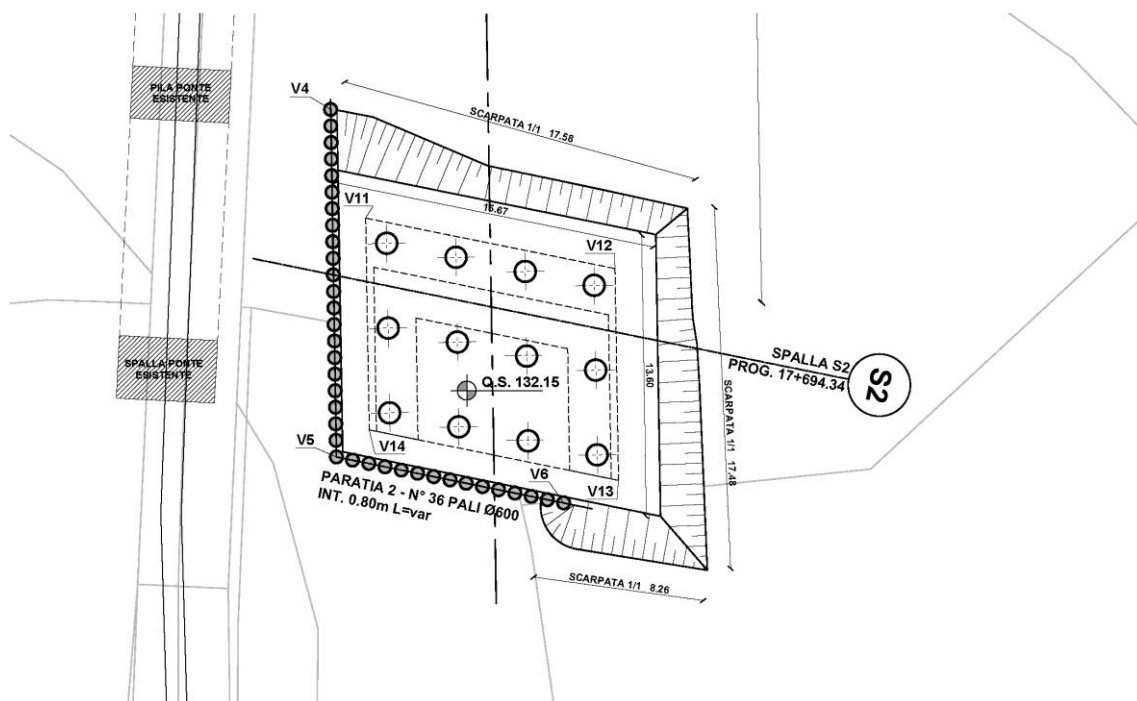 PILA PONTE
ESISTENTE
V4
SCARPATA 1/1 17.58
V11
15.67
V12
SPALLA S2
PROG. 17+694.34
S2
SPALLA PONTE
ESISTENTE
13.60
Q.S. 132.15
SCARPATA 1/1 17.48
V5
V14
V6
V13
PARATIA 2 - N° 36 PALI Ø600
INT. 0.80m L=var
SCARPATA 1/1 8.26